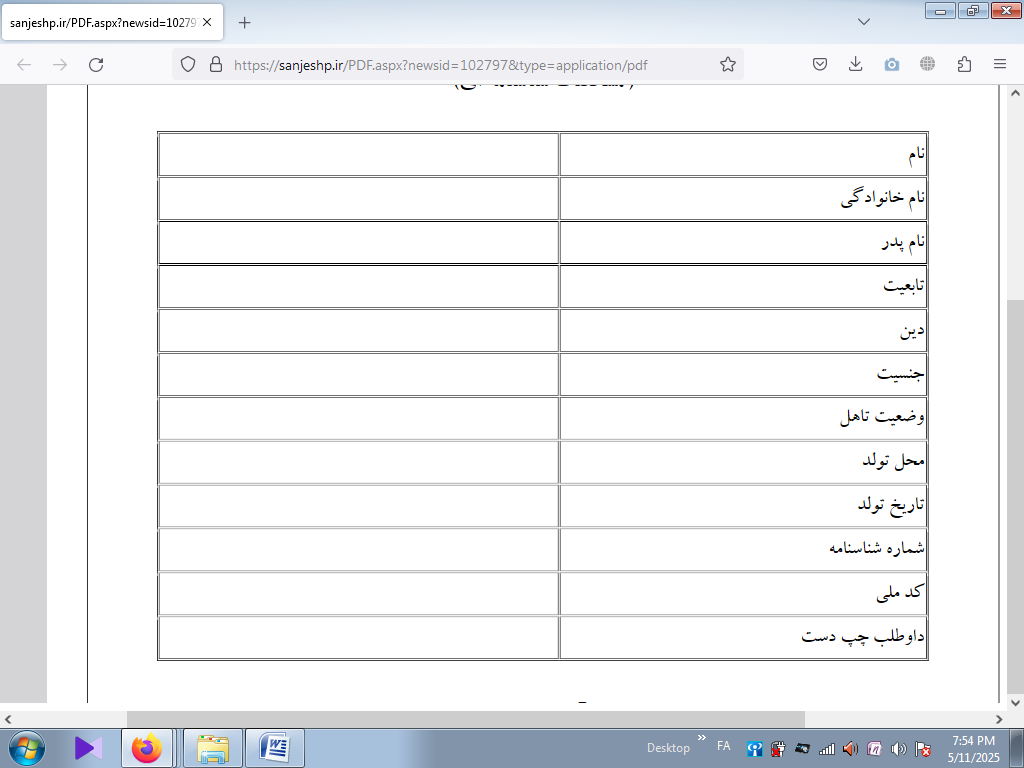 sanjeshp.ir/PDF.aspx?newsid=10279
https://sanjeshp.ir/PDF.aspx?newsid=102797&type=application/pdf
نام
نام خانوادگی
نام پدر
تابعیت
دین
جنسیت
وضعیت تاهل
محل تولد
تاریخ تولد
شماره شناسنامه
کد ملی
داوطلب چپ دست
Desktop
FA
7:54 PM
5/11/2025